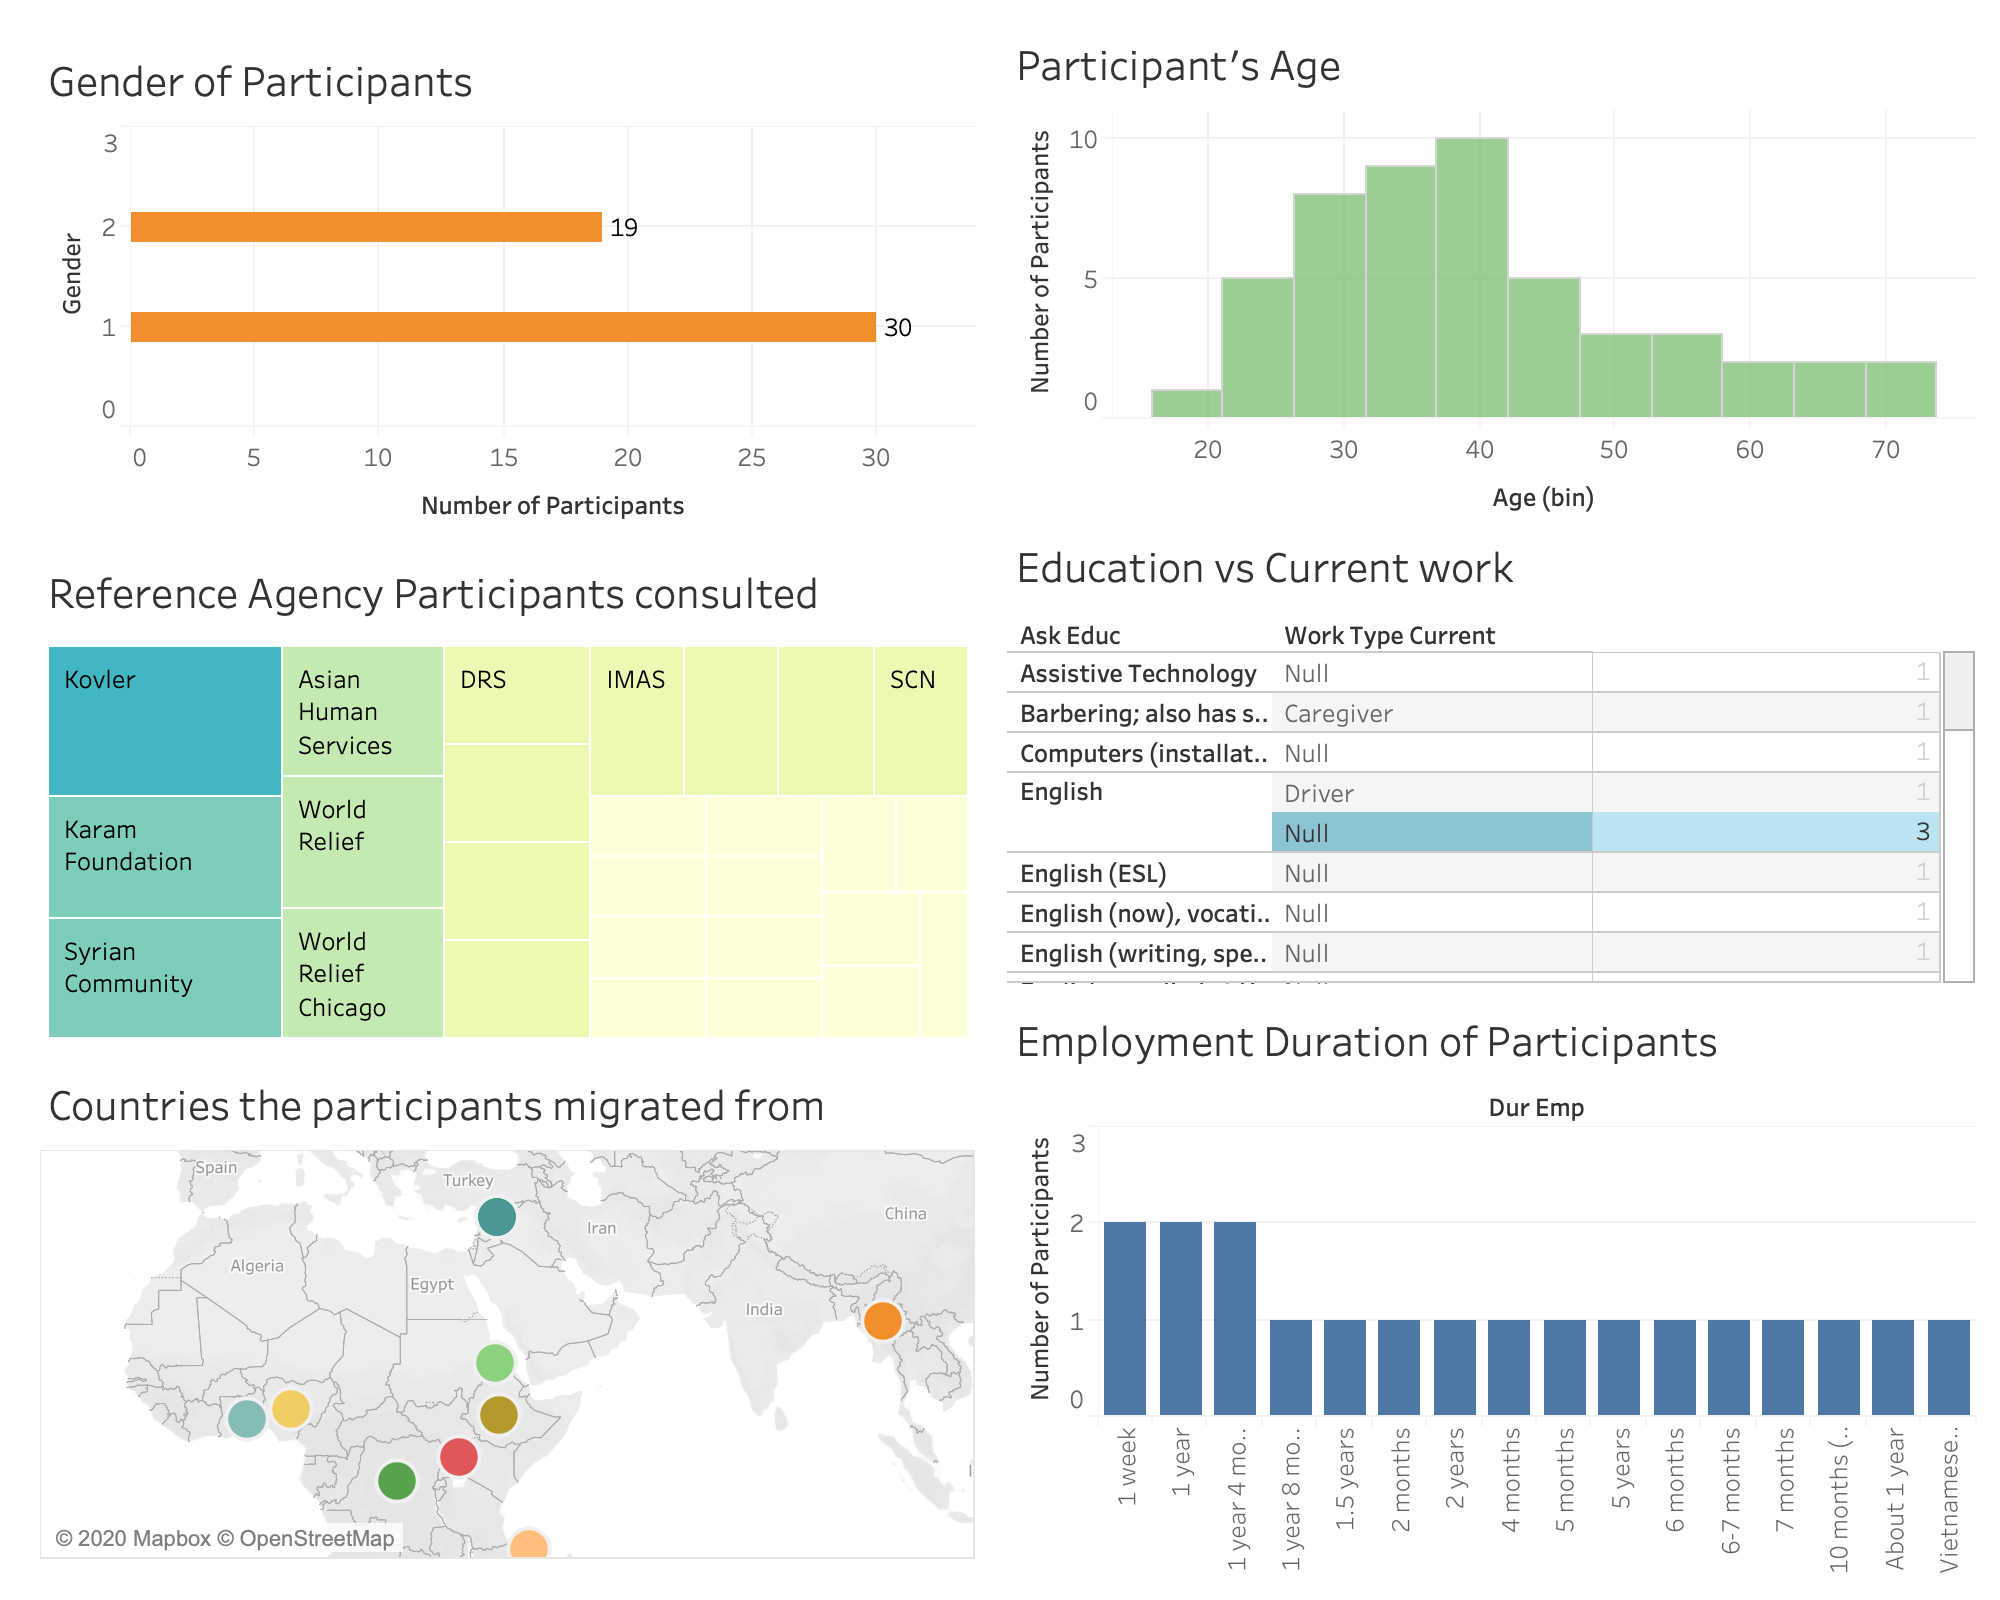 Gender of Participants
3
2
1
0
Gender
19
30
0 5 10 15 20 25 30
Number of Participants
Participant's Age
10
5
0
Number of Participants
20 30 40 50 60 70
Age (bin)
Reference Agency Participants consulted
Kovler
Karam
Foundation
Syrian
Community
Asian
Human
Services
World
Relief
World
Relief
Chicago
DRS
IMAS
SCN
Education vs Current work
Ask Educ Work Type Current
Assistive Technology Null 1
Barbering; also has s.. Caregiver 1
Computers (installat.. Null 1
English Driver 1
Null 3
English (ESL) Null 1
English (now), vocati.. Null 1
English (writing, spe.. Null 1
Countries the participants migrated from
Spain
Turkey
Iran
China
Algeria
Egypt
India
© 2020 Mapbox © OpenStreetMap
Employment Duration of Participants
Dur Emp
3
2
1
0
Number of Participants
1 week
1 year
1 year 4 mo..
1 year 8 mo..
1.5 years
2 months
2 years
4 months
5 months
5 years
6 months
6-7 months
7 months
10 months (..
About 1 year
Vietnamese..